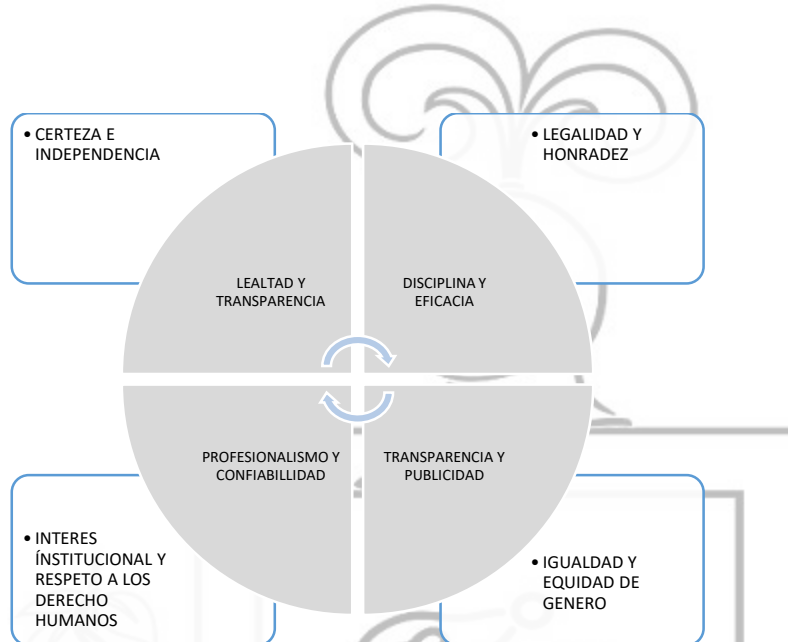 • CERTEZA E
INDEPENDENCIA
• LEGALIDAD Y
HONRADEZ
LEALTAD Y
TRANSPARENCIA
DISCIPLINA Y
EFICACIA
PROFESIONALISMO Y
CONFIABILLIDAD
TRANSPARENCIA Y
PUBLICIDAD
• INTERES
ÍNSTITUCIONAL Y
RESPETO A LOS
DERECHO
HUMANOS
• IGUALDAD Y
EQUIDAD DE
GENERO